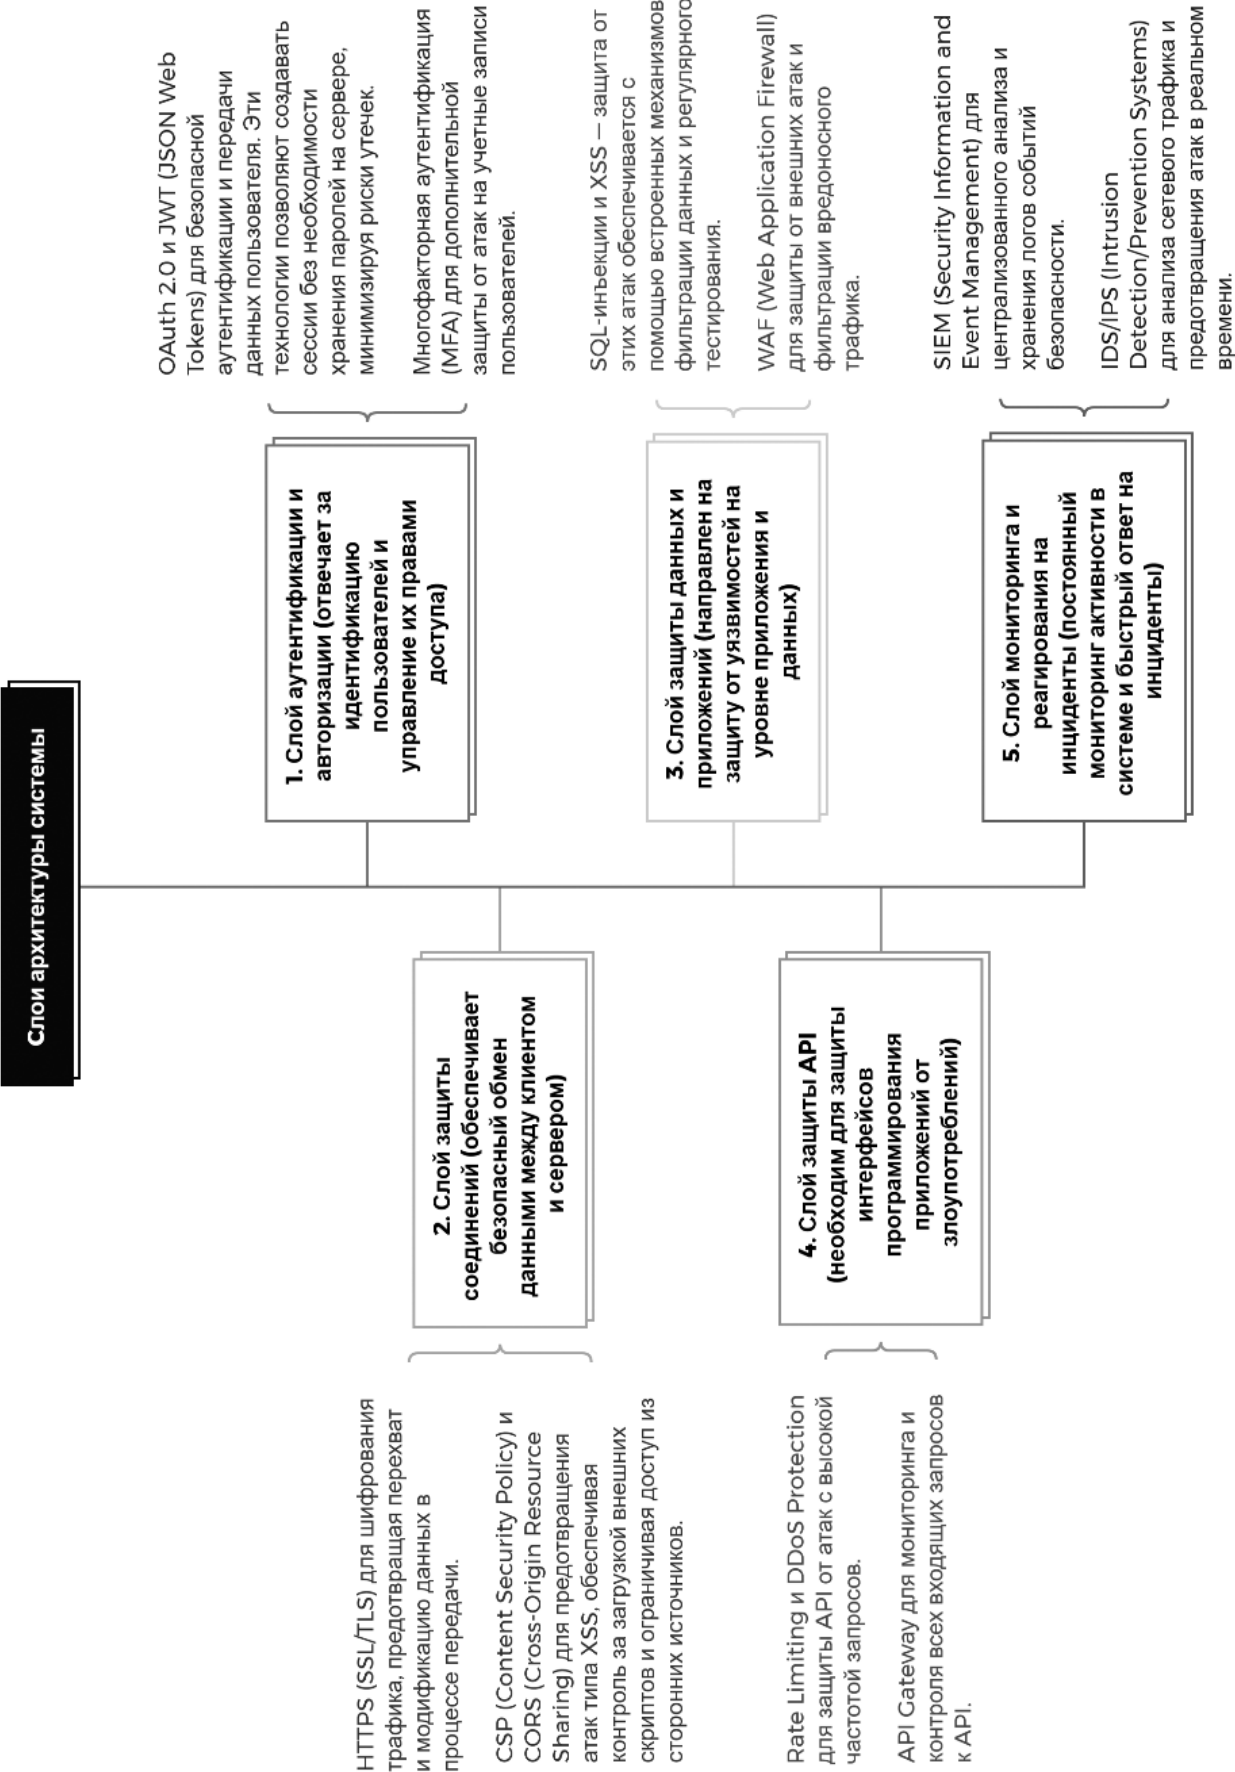 Слои архитектуры системы
1. Слой аутентификации и
авторизации (отвечает за
идентификацию
пользователей и
управление их правами
доступа)
OAuth 2.0 и JWT (JSON Web
Tokens) для безопасной
аутентификации и передачи
данных пользователя. Эти
технологии позволяют создавать
сессии без необходимости
хранения паролей на сервере,
минимизируя риски утечек.
Многофакторная аутентификация
(MFA) для дополнительной
защиты от атак на учетные записи
пользователей.
2. Слой защиты
соединений (обеспечивает
безопасный обмен
данными между клиентом
и сервером)
HTTPS (SSL/TLS) для шифрования
трафика, предотвращая перехват
и модификацию данных в
процессе передачи.
CSP (Content Security Policy) и
CORS (Cross-Origin Resource
Sharing) для предотвращения
атак типа XSS, обеспечивая
контроль за загрузкой внешних
скриптов и ограничивая доступ из
сторонних источников.
3. Слой защиты данных и
приложений (направлен на
защиту от уязвимостей на
уровне приложения и
данных)
SQL-инъекции и XSS — защита от
этих атак обеспечивается с
помощью встроенных механизмов
фильтрации данных и регулярного
тестирования.
WAF (Web Application Firewall)
для защиты от внешних атак и
фильтрации вредоносного
трафика.
4. Слой защиты API
(необходим для защиты
интерфейсов
программирования
приложений от
злоупотреблений)
Rate Limiting и DDoS Protection
для защиты API от атак с высокой
частотой запросов.
API Gateway для мониторинга и
контроля всех входящих запросов
к API.
5. Слой мониторинга и
реагирования на
инциденты (постоянный
мониторинг активности в
системе и быстрый ответ на
инциденты)
SIEM (Security Information and
Event Management) для
централизованного анализа и
хранения логов событий
безопасности.
IDS/IPS (Intrusion
Detection/Prevention Systems)
для анализа сетевого трафика и
предотвращения атак в реальном
времени.